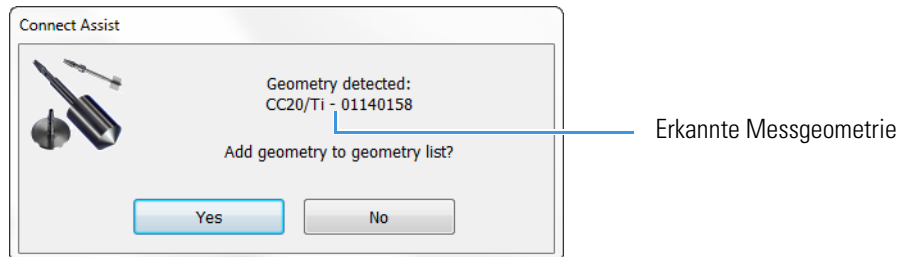 Connect Assist
Geometry detected:
CC20/Ti - 01140158
Add geometry to geometry list?
Yes
No
Erkannte Messgeometrie